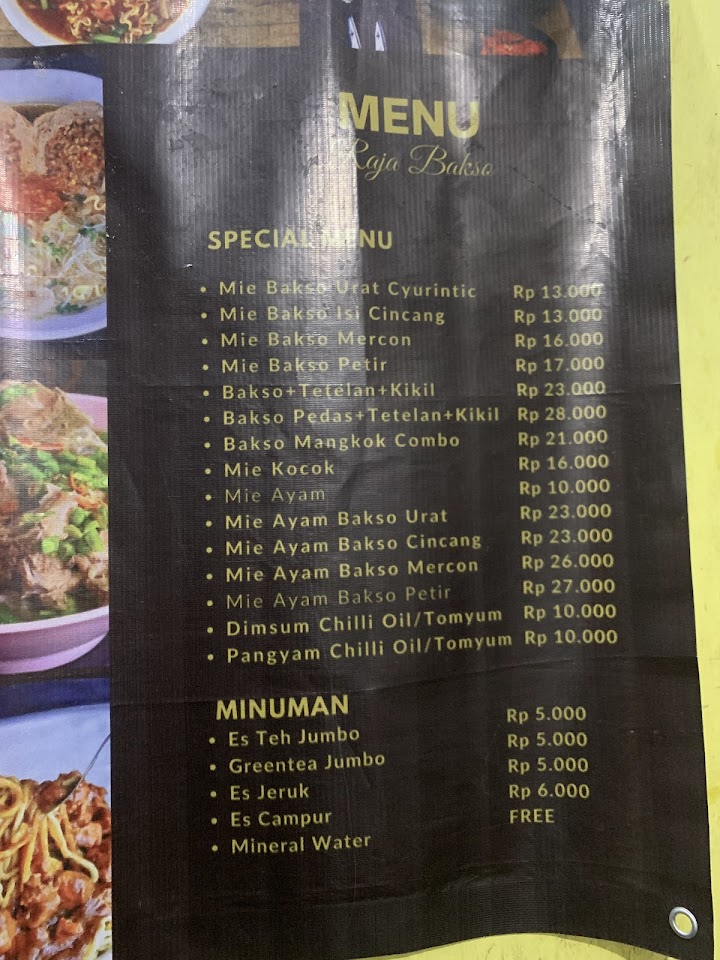 MENU
Raja Bakso
SPECIAL MENU
• Mie Bakso Urat Cyurintic Rp 13.000
• Mie Bakso Isi Cincang Rp 13.000
• Mie Bakso Mercon Rp 16.000
• Mie Bakso Petir Rp 17.000
• Bakso+Tetelan+Kikil Rp 23.000
• Bakso Pedas+Tetelan+Kikil Rp 28.000
• Bakso Mangkok Combo Rp 21.000
• Mie Kocok Rp 16.000
• Mie Ayam Rp 10.000
• Mie Ayam Bakso Urat Rp 23.000
• Mie Ayam Bakso Cincang Rp 23.000
• Mie Ayam Bakso Mercon Rp 26.000
• Mie Ayam Bakso Petir Rp 27.000
• Dimsum Chilli Oil/Tomyum Rp 10.000
• Pangyam Chilli Oil/Tomyum Rp 10.000
MINUMAN
• Es Teh Jumbo Rp 5.000
• Greentea Jumbo Rp 5.000
• Es Jeruk Rp 5.000
• Es Campur Rp 6.000
• Mineral Water FREE